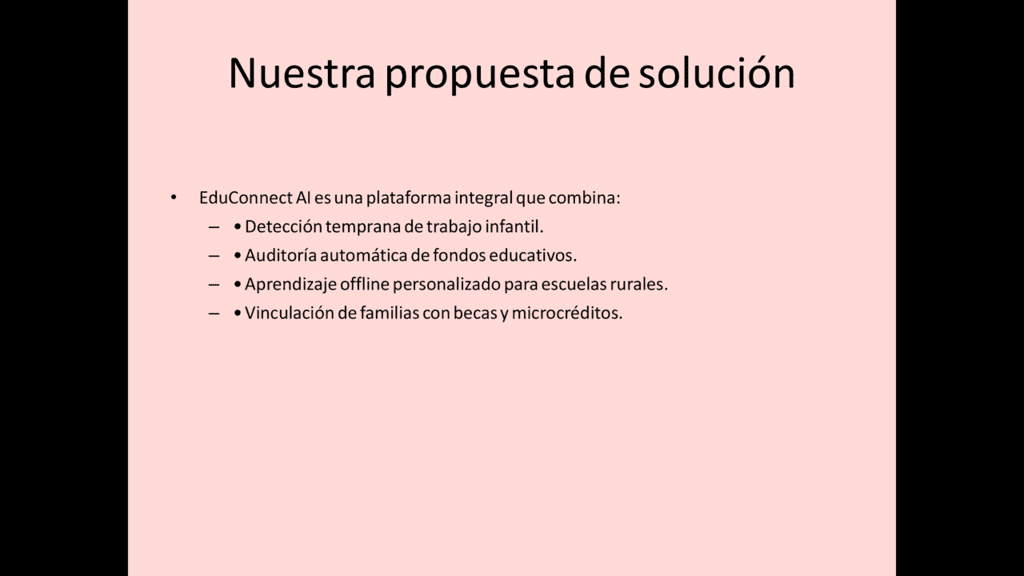 Nuestra propuesta de solución
• EduConnect AI es una plataforma integral que combina:
– • Detección temprana de trabajo infantil.
– • Auditoría automática de fondos educativos.
– • Aprendizaje offline personalizado para escuelas rurales.
– • Vinculación de familias con becas y microcréditos.